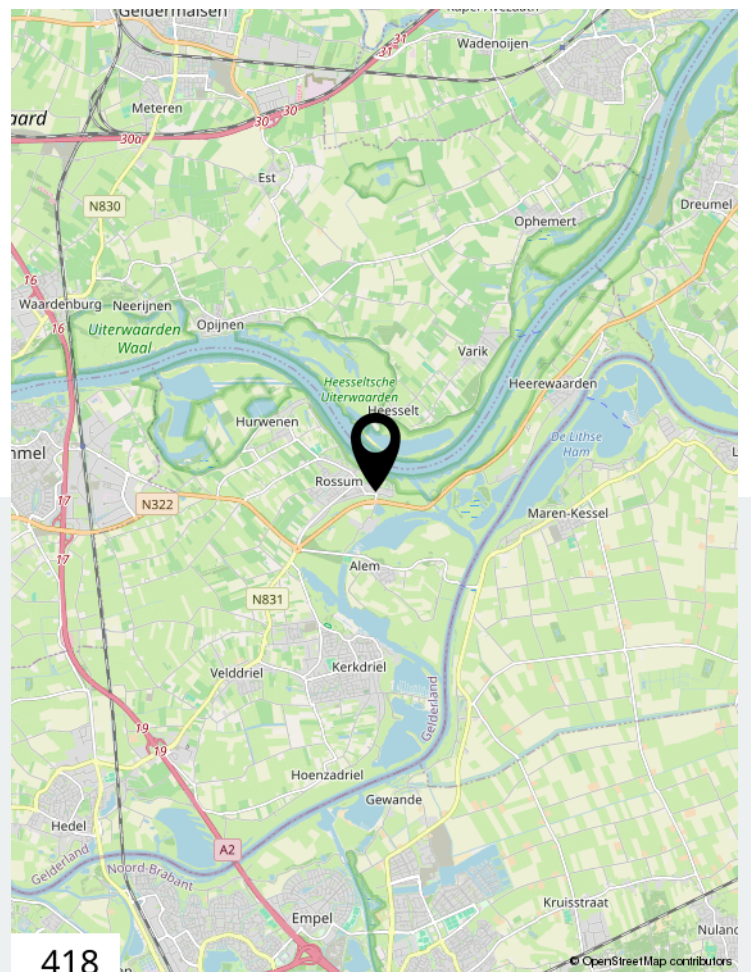 Geldermalsen
Wadenoijen
31
31
Meteren
30
30
30a
aard
Est
N830
Dreumel
Ophemert
16
Waardenburg
Neerijnen
16
Opijnen
Uiterwaarden
Waal
Varik
Heesseltsche
Uiterwaarden
Heerewaarden
Heesselt
Hurwenen
De Lithse
Ham
mmel
Rossum
17
N322
Maren-Kessel
17
Alem
N831
Kerkdriel
Velddriel
Gelderland
19
19
Hoenzadriel
Gewande
Hedel
A2
Gelderland
Noord-Brabant
Kruisstraat
Empel
Nuland
418
© OpenStreetMap contributors